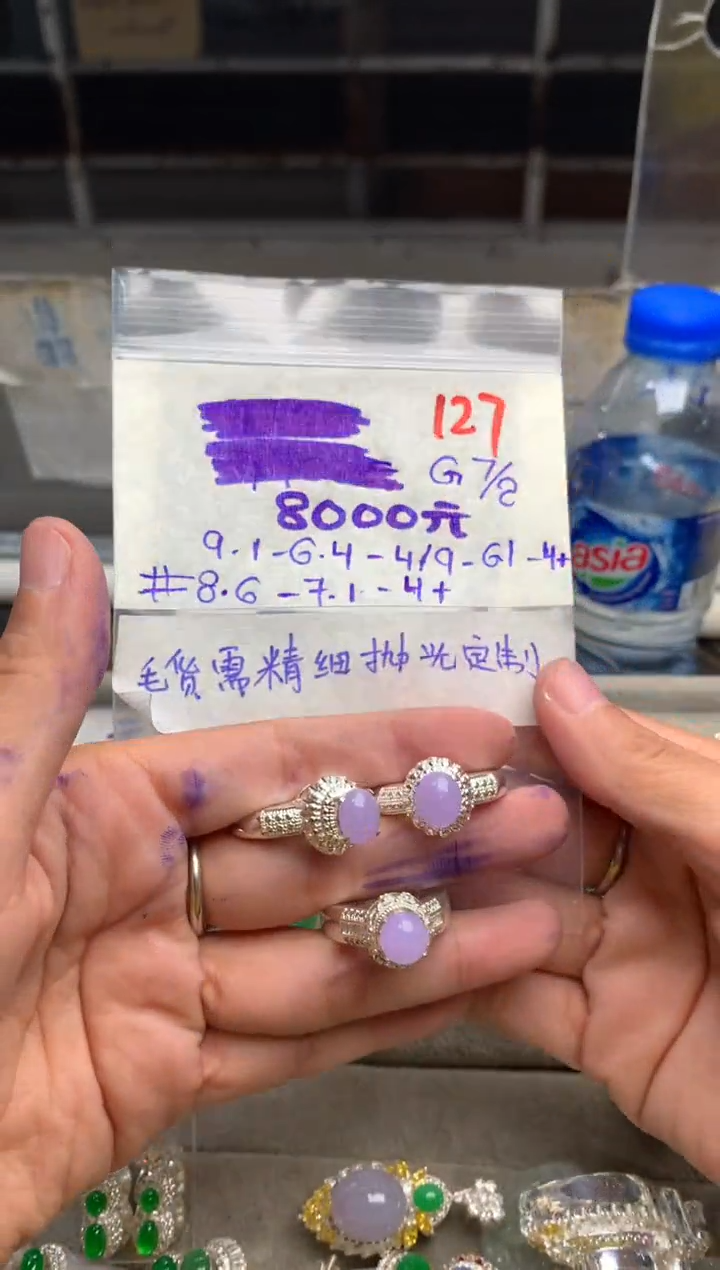 127
G 7/8
8000元
9.1-6.4-4/9-61-4+
#8.6-7.1-4+
毛货需精细抛光定制
asia